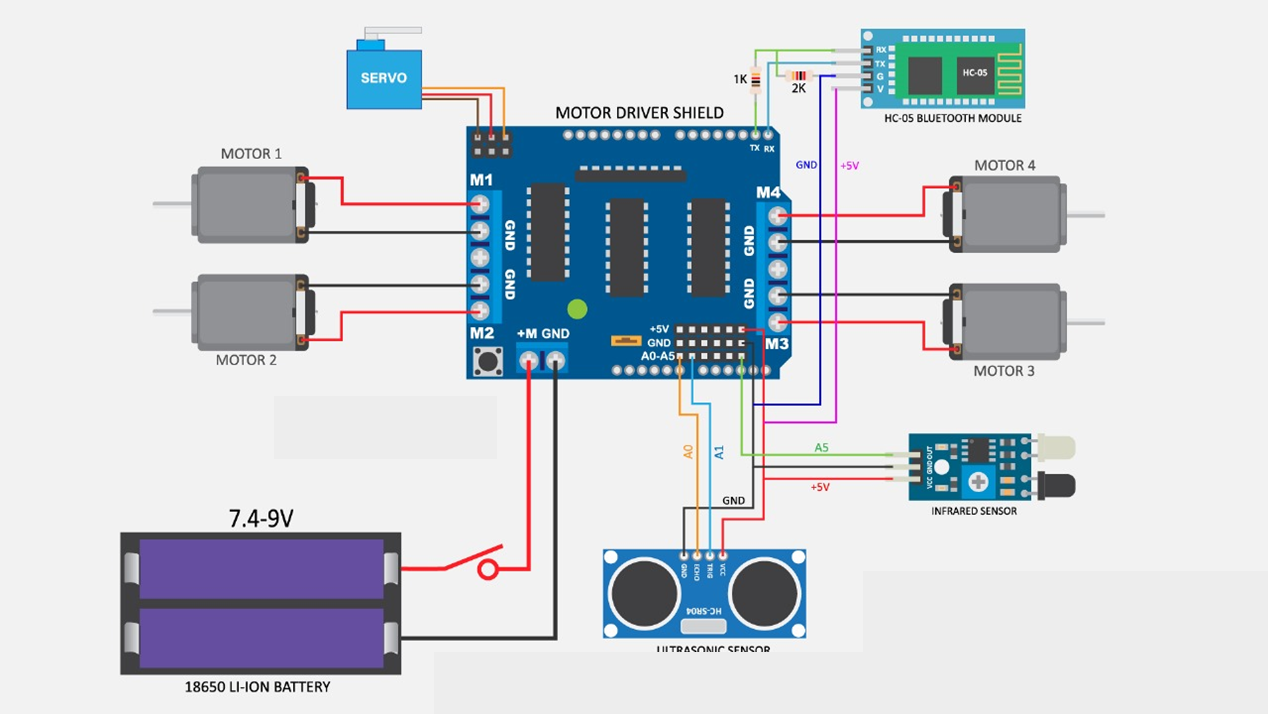 SERVO
MOTOR DRIVER SHIELD
1K
2K
RX
TX
G
V
HC-05
HC-05 BLUETOOTH MODULE
TX RX
GND
+5V
MOTOR 1
MOTOR 4
M1
M4
GND
GND
GND
GND
MOTOR 2
MOTOR 3
M2
M3
+M GND
+5V
GND
A0-A5
A0
A1
A5
GND
+5V
OUT
GND
VCC
INFRARED SENSOR
7.4-9V
18650 LI-ION BATTERY
GND
ECHO
TRIG
VCC
HC-SR04
ULTRASONIC SENSOR